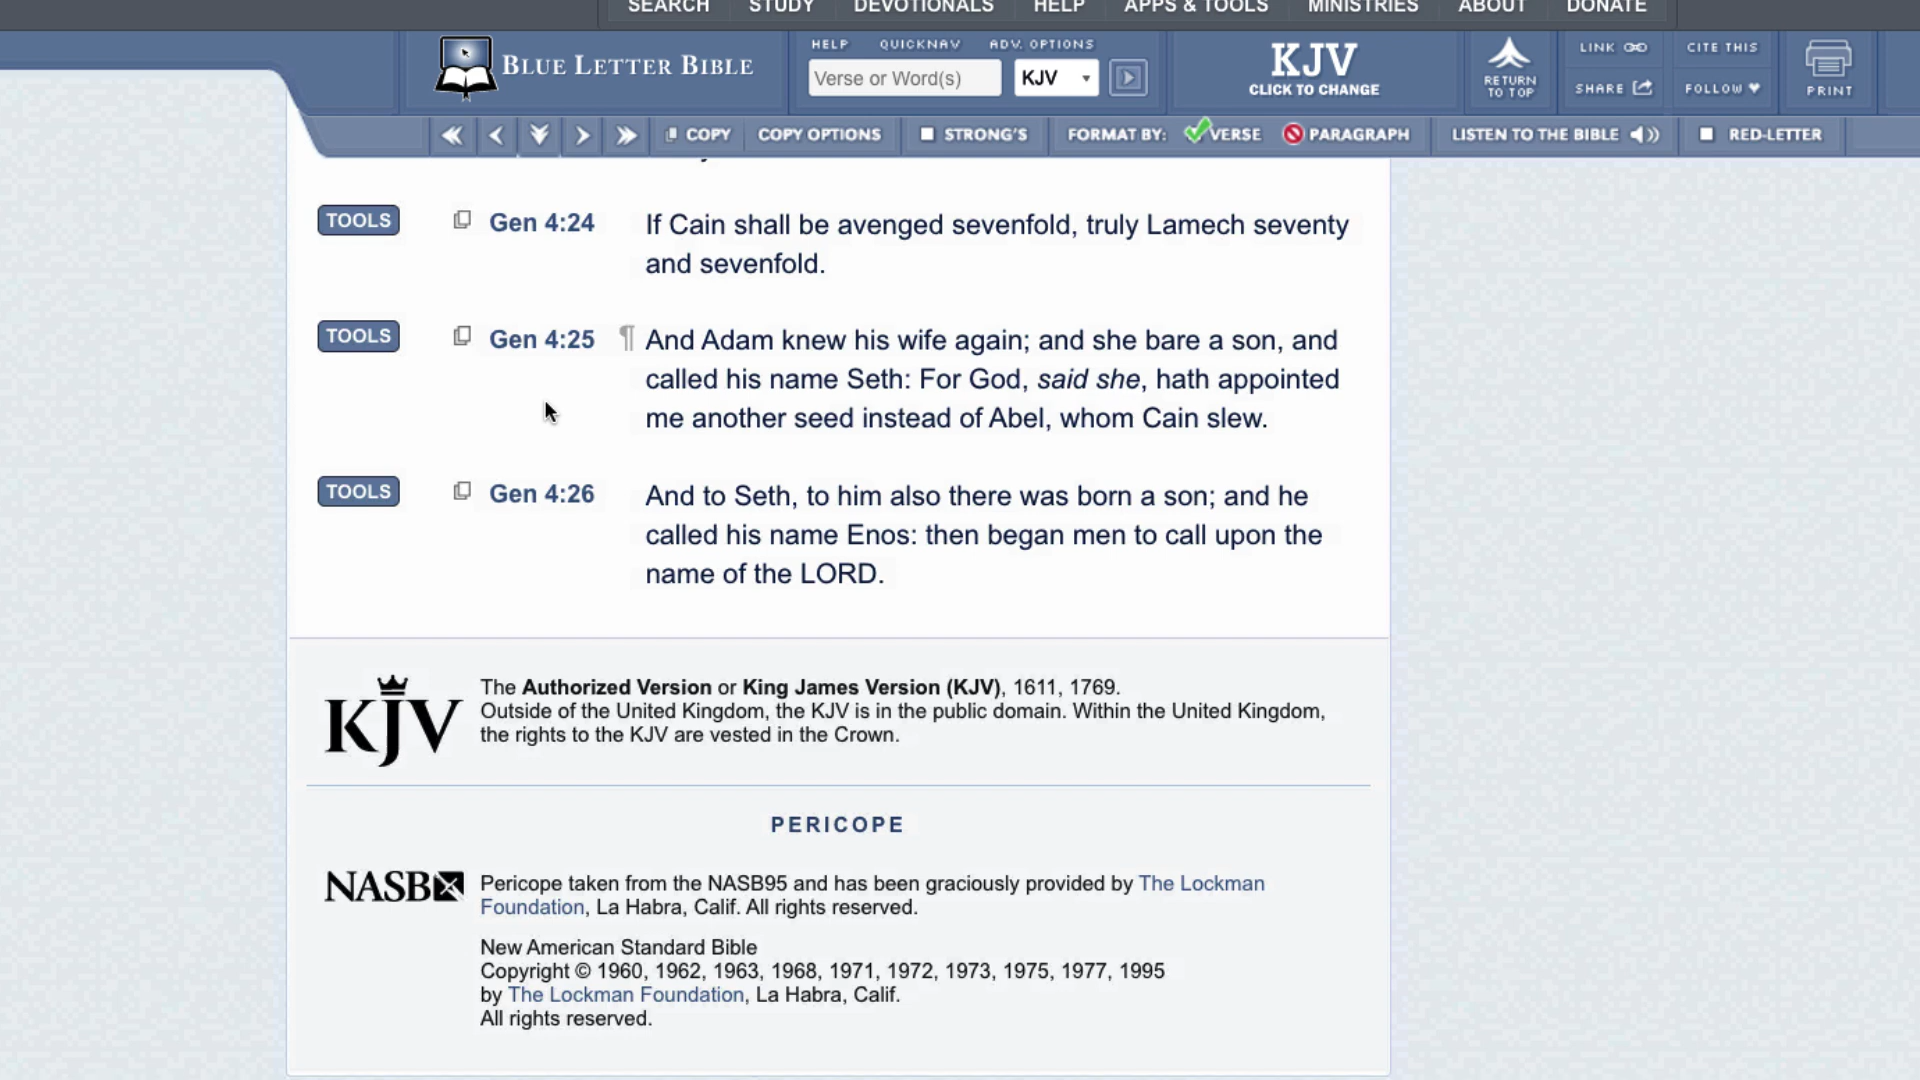 SEARCH STUDY DEVOTIONALS HELP APPS & TOOLS MINISTRIES ABOUT DONATE
BLUE LETTER BIBLE
HELP QUICKNAV ADV. OPTIONS
Verse or Word(s) KJV
KJV
CLICK TO CHANGE
RETURN
TO TOP
LINK
SHARE
CITE THIS
FOLLOW
PRINT
COPY COPY OPTIONS STRONG'S FORMAT BY: VERSE PARAGRAPH LISTEN TO THE BIBLE RED-LETTER
TOOLS Gen 4:24 If Cain shall be avenged sevenfold, truly Lamech seventy
and sevenfold.
TOOLS Gen 4:25 ¶ And Adam knew his wife again; and she bare a son, and
called his name Seth: For God, said she, hath appointed
me another seed instead of Abel, whom Cain slew.
TOOLS Gen 4:26 And to Seth, to him also there was born a son; and he
called his name Enos: then began men to call upon the
name of the LORD.
KJV
The Authorized Version or King James Version (KJV), 1611, 1769.
Outside of the United Kingdom, the KJV is in the public domain. Within the United Kingdom,
the rights to the KJV are vested in the Crown.
PERICOPE
NASB
Pericope taken from the NASB95 and has been graciously provided by The Lockman
Foundation, La Habra, Calif. All rights reserved.
New American Standard Bible
Copyright © 1960, 1962, 1963, 1968, 1971, 1972, 1973, 1975, 1977, 1995
by The Lockman Foundation, La Habra, Calif.
All rights reserved.